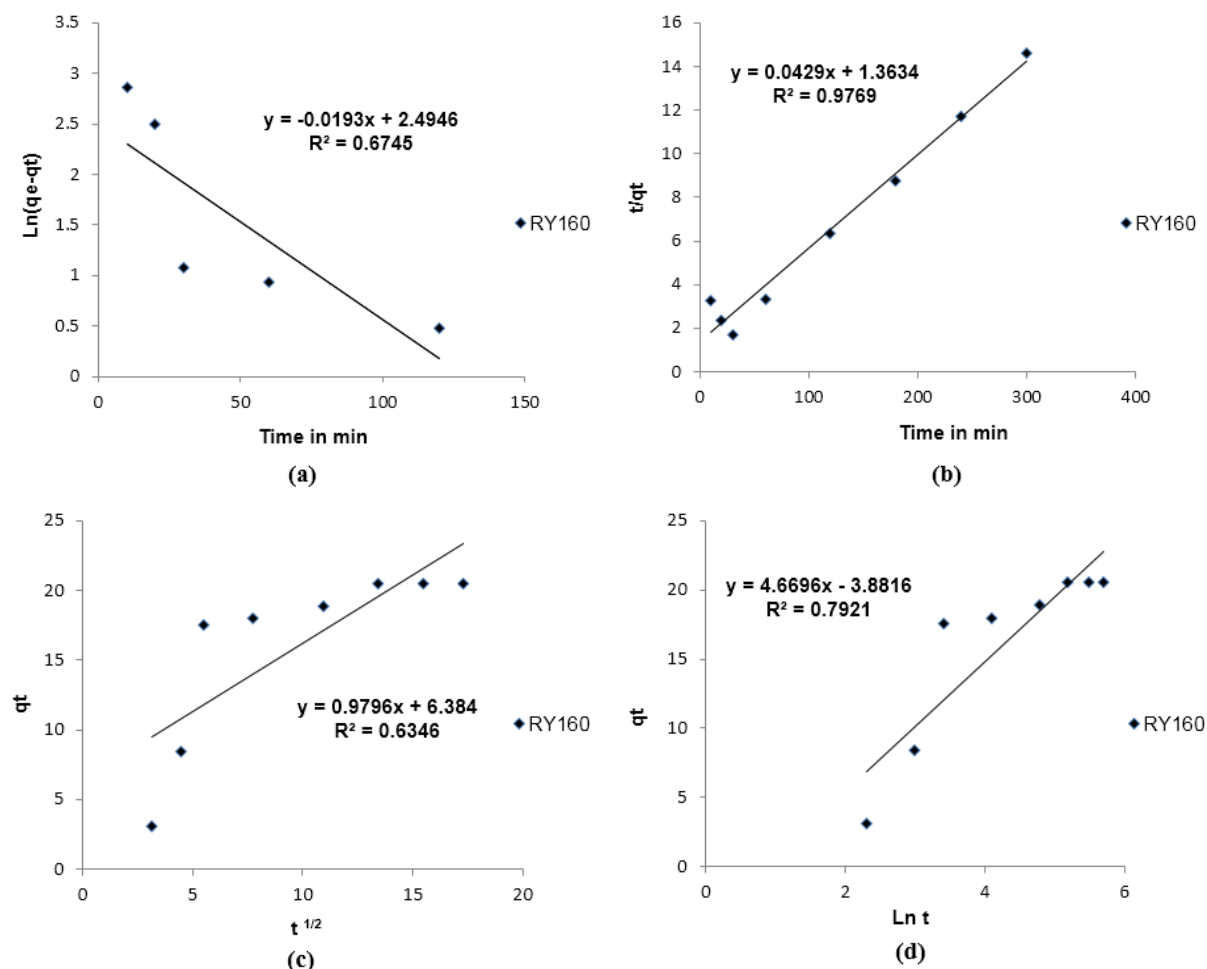 3.5
3
2.5
2
1.5
1
0.5
0
0
50
100
150
Ln(qe-qt)
y = -0.0193x + 2.4946
R² = 0.6745
RY160
Time in min
(a)
16
14
12
10
8
6
4
2
0
0
100
200
300
400
t/qt
y = 0.0429x + 1.3634
R² = 0.9769
RY160
Time in min
(b)
25
20
15
10
5
0
0
5
10
15
20
qt
y = 0.9796x + 6.384
R² = 0.6346
RY160
t 1/2
(c)
25
20
15
10
5
0
0
2
4
6
qt
y = 4.6696x - 3.8816
R² = 0.7921
RY160
Ln t
(d)